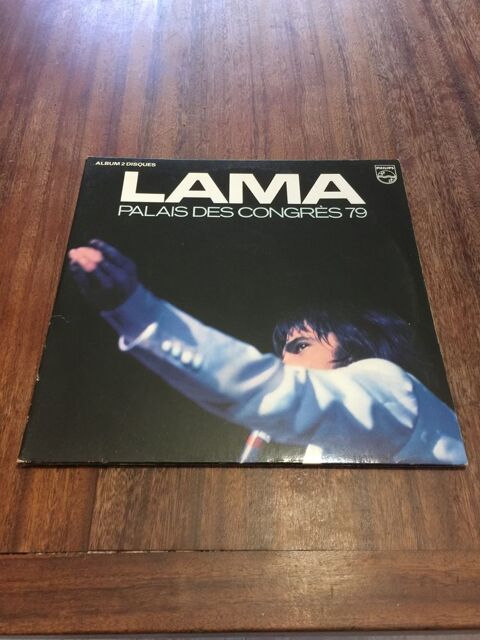 ALBUM 2 DISQUES
LAMA
PHILIPS
PALAIS DES CONGRÈS 79